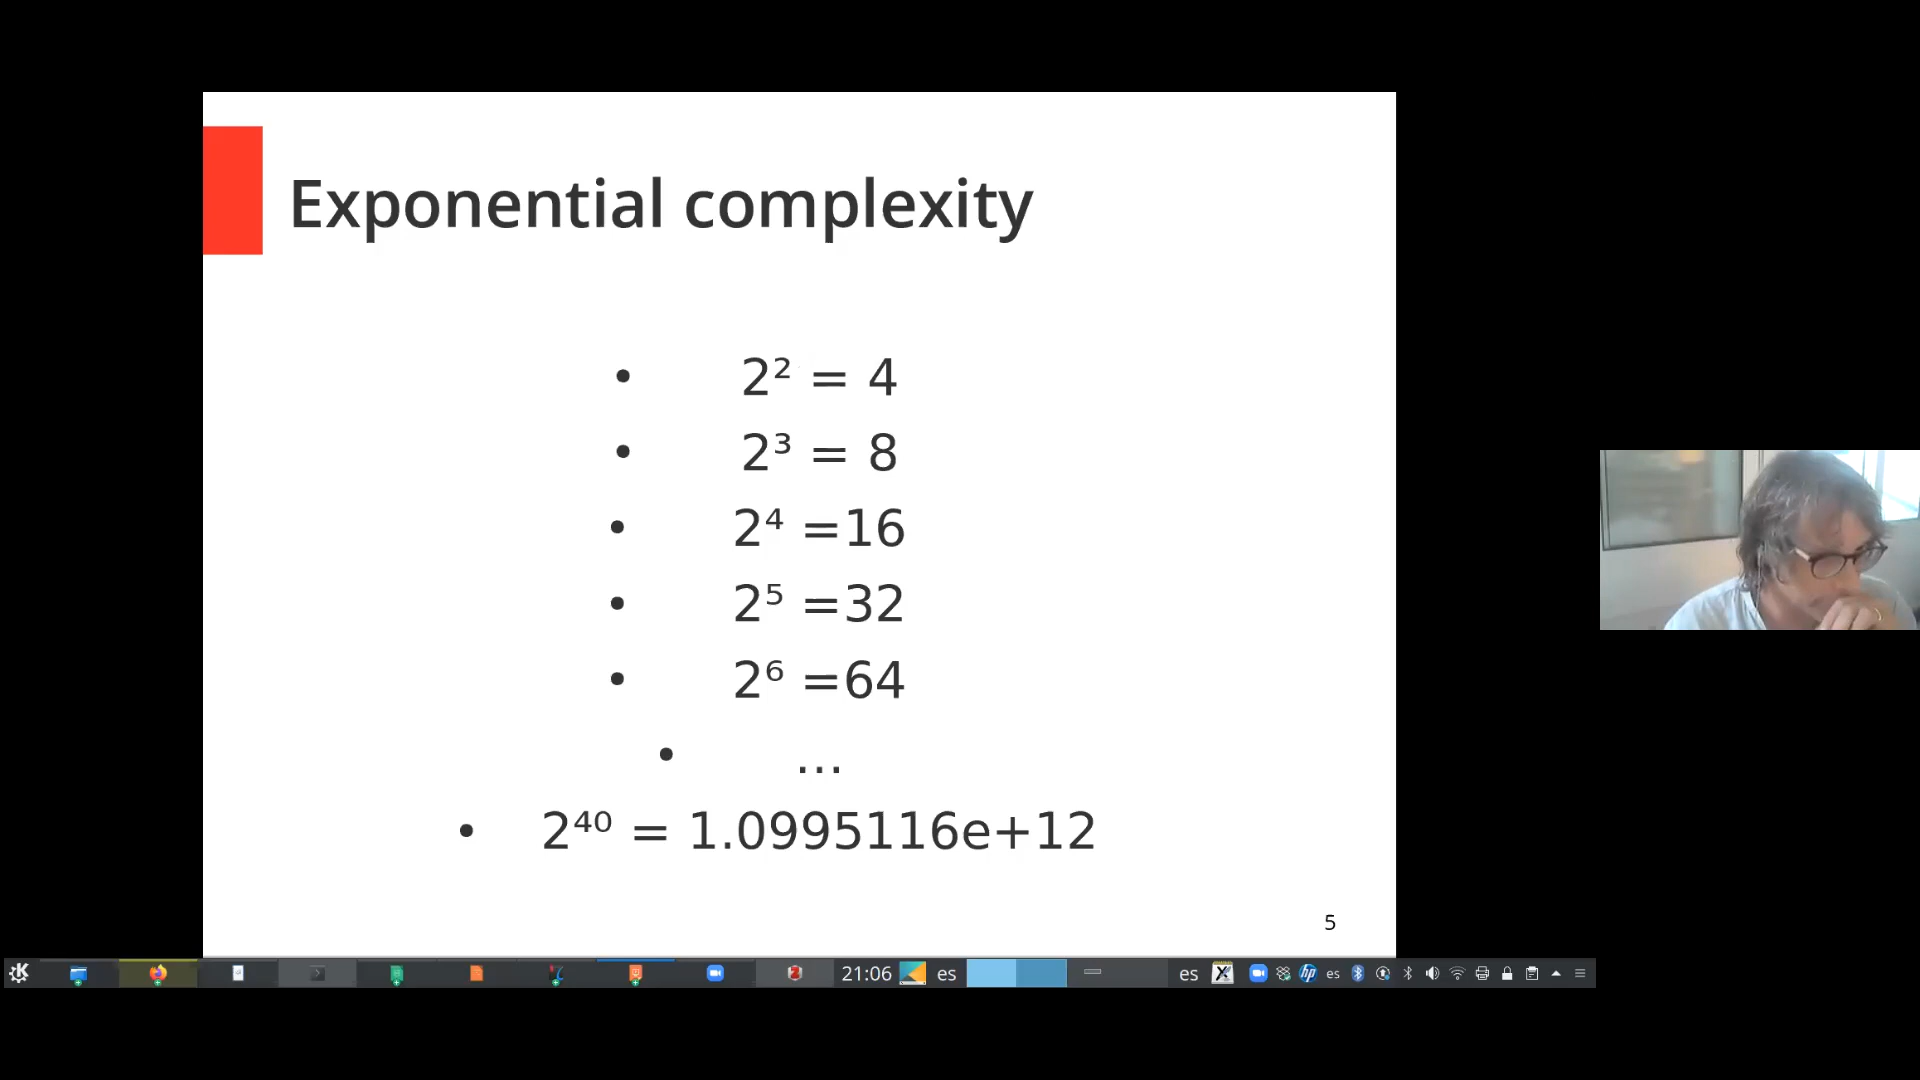 Exponential complexity
• 2² = 4
• 2³ = 8
• 2⁴ =16
• 2⁵ =32
• 2⁶ =64
• ...
• 2⁴⁰ = 1.0995116e+12
5
21:06 es es es